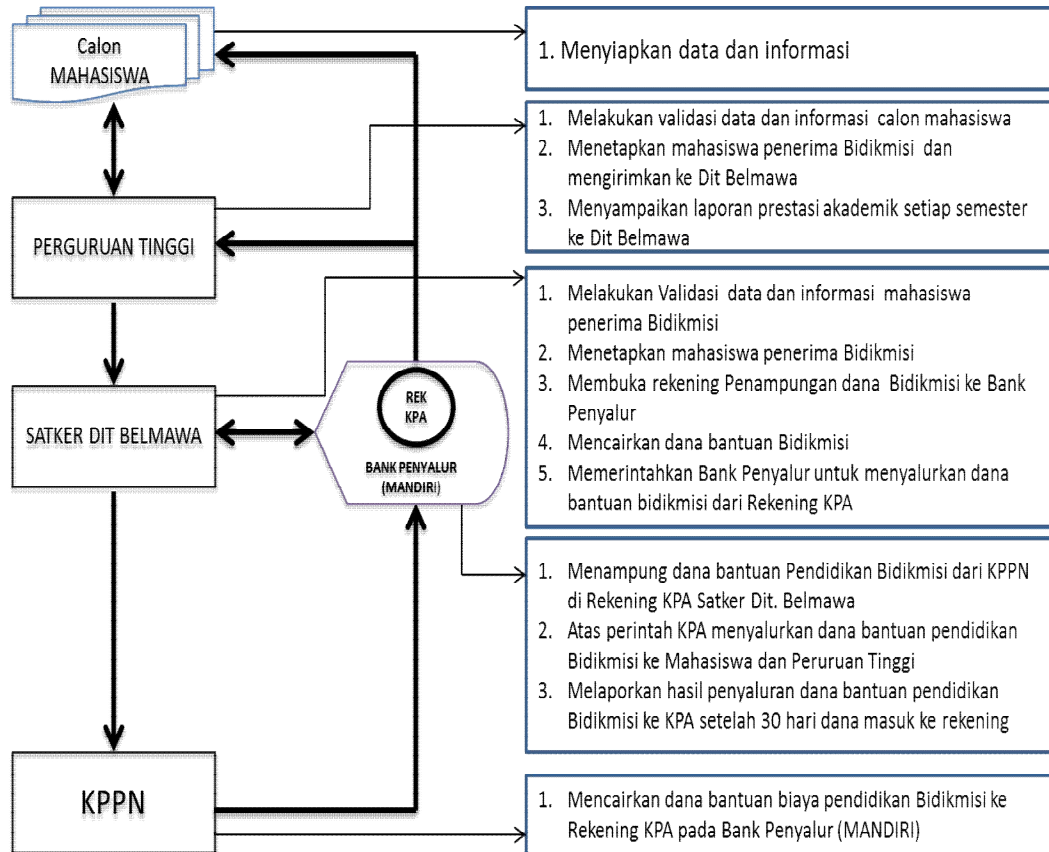 Calon
MAHASISWA
1. Menyiapkan data dan informasi
PERGURUAN TINGGI
1. Melakukan validasi data dan informasi calon mahasiswa
2. Menetapkan mahasiswa penerima Bidikmisi dan
mengirimkan ke Dit Belmawa
3. Menyampaikan laporan prestasi akademik setiap semester
ke Dit Belmawa
SATKER DIT BELMAWA
1. Melakukan Validasi data dan informasi mahasiswa
penerima Bidikmisi
2. Menetapkan mahasiswa penerima Bidikmisi
3. Membuka rekening Penampungan dana Bidikmisi ke Bank
Penyalur
4. Mencairkan dana bantuan Bidikmisi
5. Memerintahkan Bank Penyalur untuk menyalurkan dana
bantuan bidikmisi dari Rekening KPA
REK
KPA
BANK PENYALUR
(MANDIRI)
1. Menampung dana bantuan Pendidikan Bidikmisi dari KPPN
di Rekening KPA Satker Dit. Belmawa
2. Atas perintah KPA menyalurkan dana bantuan pendidikan
Bidikmisi ke Mahasiswa dan Peruruan Tinggi
3. Melaporkan hasil penyaluran dana bantuan pendidikan
Bidikmisi ke KPA setelah 30 hari dana masuk ke rekening
KPPN
1. Mencairkan dana bantuan biaya pendidikan Bidikmisi ke
Rekening KPA pada Bank Penyalur (MANDIRI)